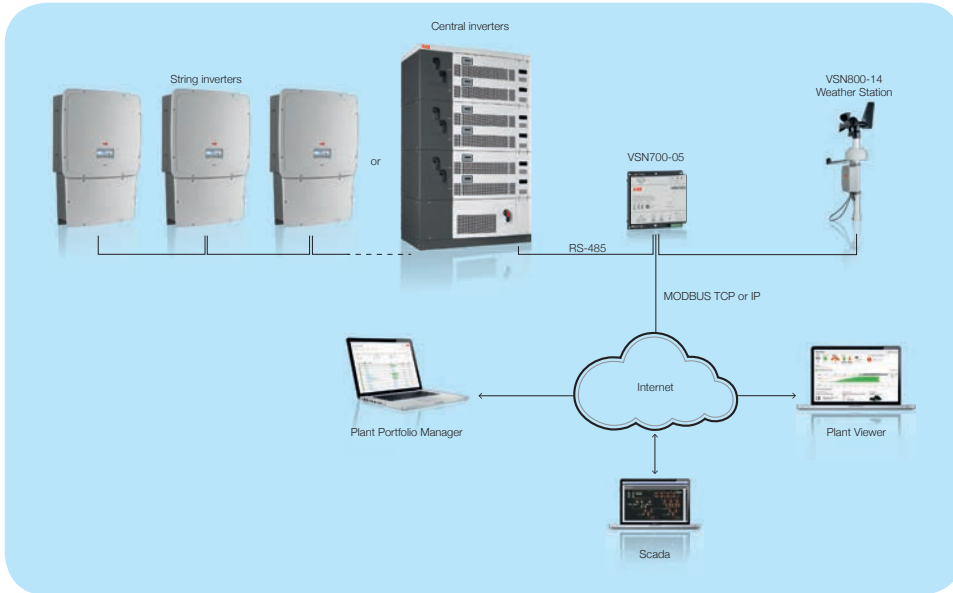 Central inverters
String inverters
VSN800-14
Weather Station
or
VSN700-05
ABB
RS-485
MODBUS TCP or IP
Internet
Plant Portfolio Manager
Plant Viewer
Scada